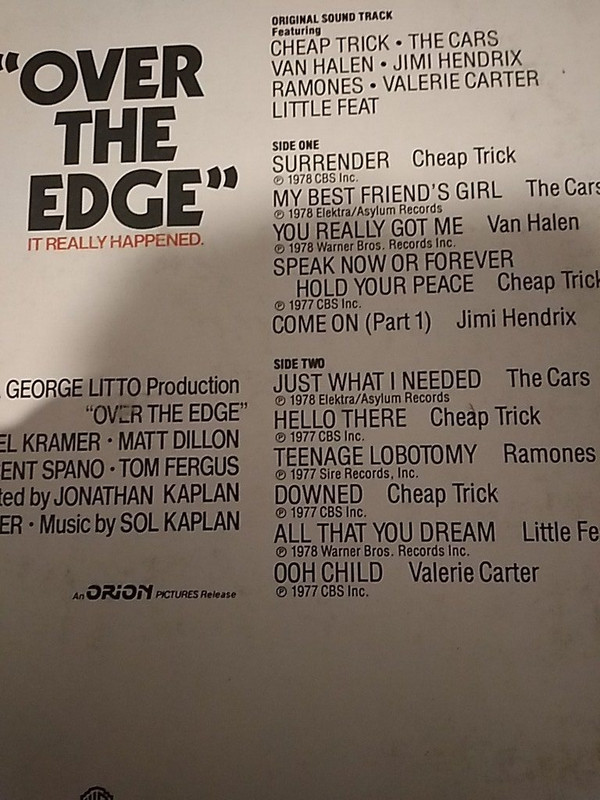 "OVER
THE
EDGE"
IT REALLY HAPPENED.
GEORGE LITTO Production
"OVER THE EDGE"
EL KRAMER • MATT DILLON
ENT SPANO • TOM FERGUS
ted by JONATHAN KAPLAN
ER • Music by SOL KAPLAN
An ORION PICTURES Release
ORIGINAL SOUND TRACK
Featuring
CHEAP TRICK • THE CARS
VAN HALEN • JIMI HENDRIX
RAMONES • VALERIE CARTER
LITTLE FEAT
SIDE ONE
SURRENDER Cheap Trick
℗ 1978 CBS Inc.
MY BEST FRIEND'S GIRL The Cars
℗ 1978 Elektra/Asylum Records
YOU REALLY GOT ME Van Halen
℗ 1978 Warner Bros. Records Inc.
SPEAK NOW OR FOREVER
HOLD YOUR PEACE Cheap Trick
℗ 1977 CBS Inc.
COME ON (Part 1) Jimi Hendrix
SIDE TWO
JUST WHAT I NEEDED The Cars
℗ 1978 Elektra/Asylum Records
HELLO THERE Cheap Trick
℗ 1977 CBS Inc.
TEENAGE LOBOTOMY Ramones
℗ 1977 Sire Records, Inc.
DOWNED Cheap Trick
℗ 1977 CBS Inc.
ALL THAT YOU DREAM Little Fe
℗ 1978 Warner Bros. Records Inc.
OOH CHILD Valerie Carter
℗ 1977 CBS Inc.